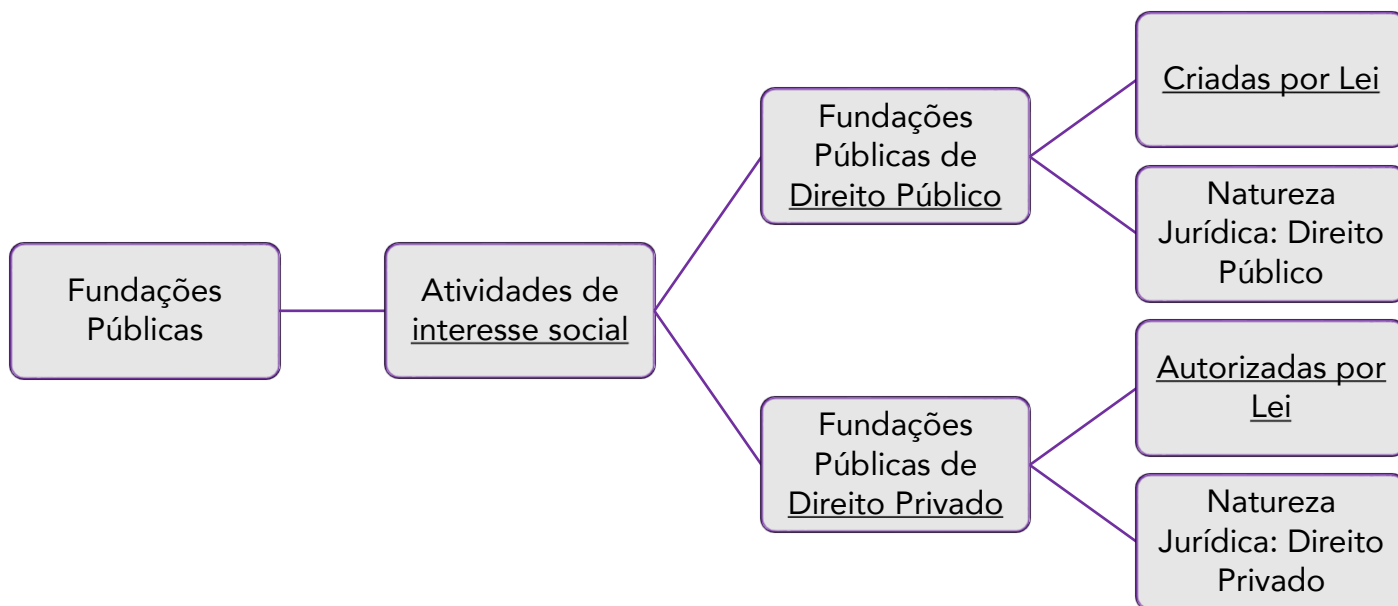 Fundações
Públicas
Atividades de
interesse social
Fundações
Públicas de
Direito Público
Criadas por Lei
Natureza
Jurídica: Direito
Público
Fundações
Públicas de
Direito Privado
Autorizadas por
Lei
Natureza
Jurídica: Direito
Privado